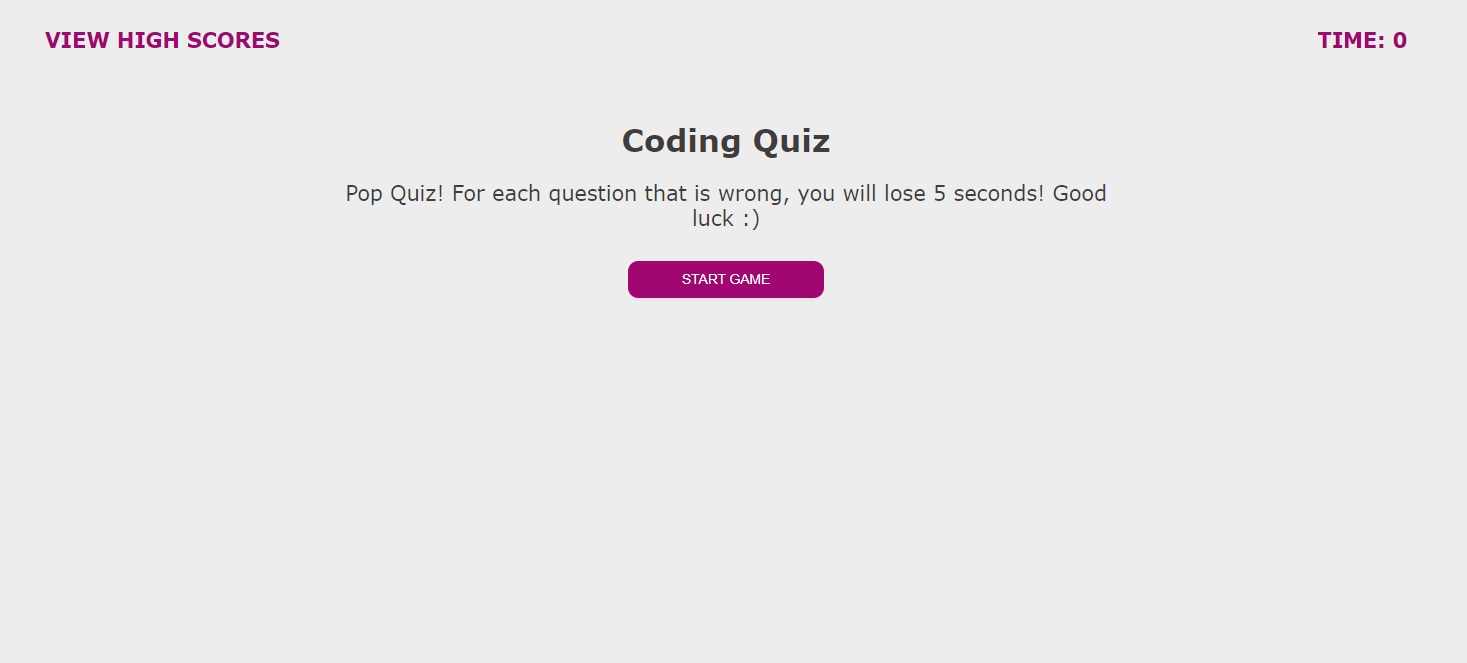 VIEW HIGH SCORES
TIME: 0
Coding Quiz
Pop Quiz! For each question that is wrong, you will lose 5 seconds! Good
luck :)
START GAME